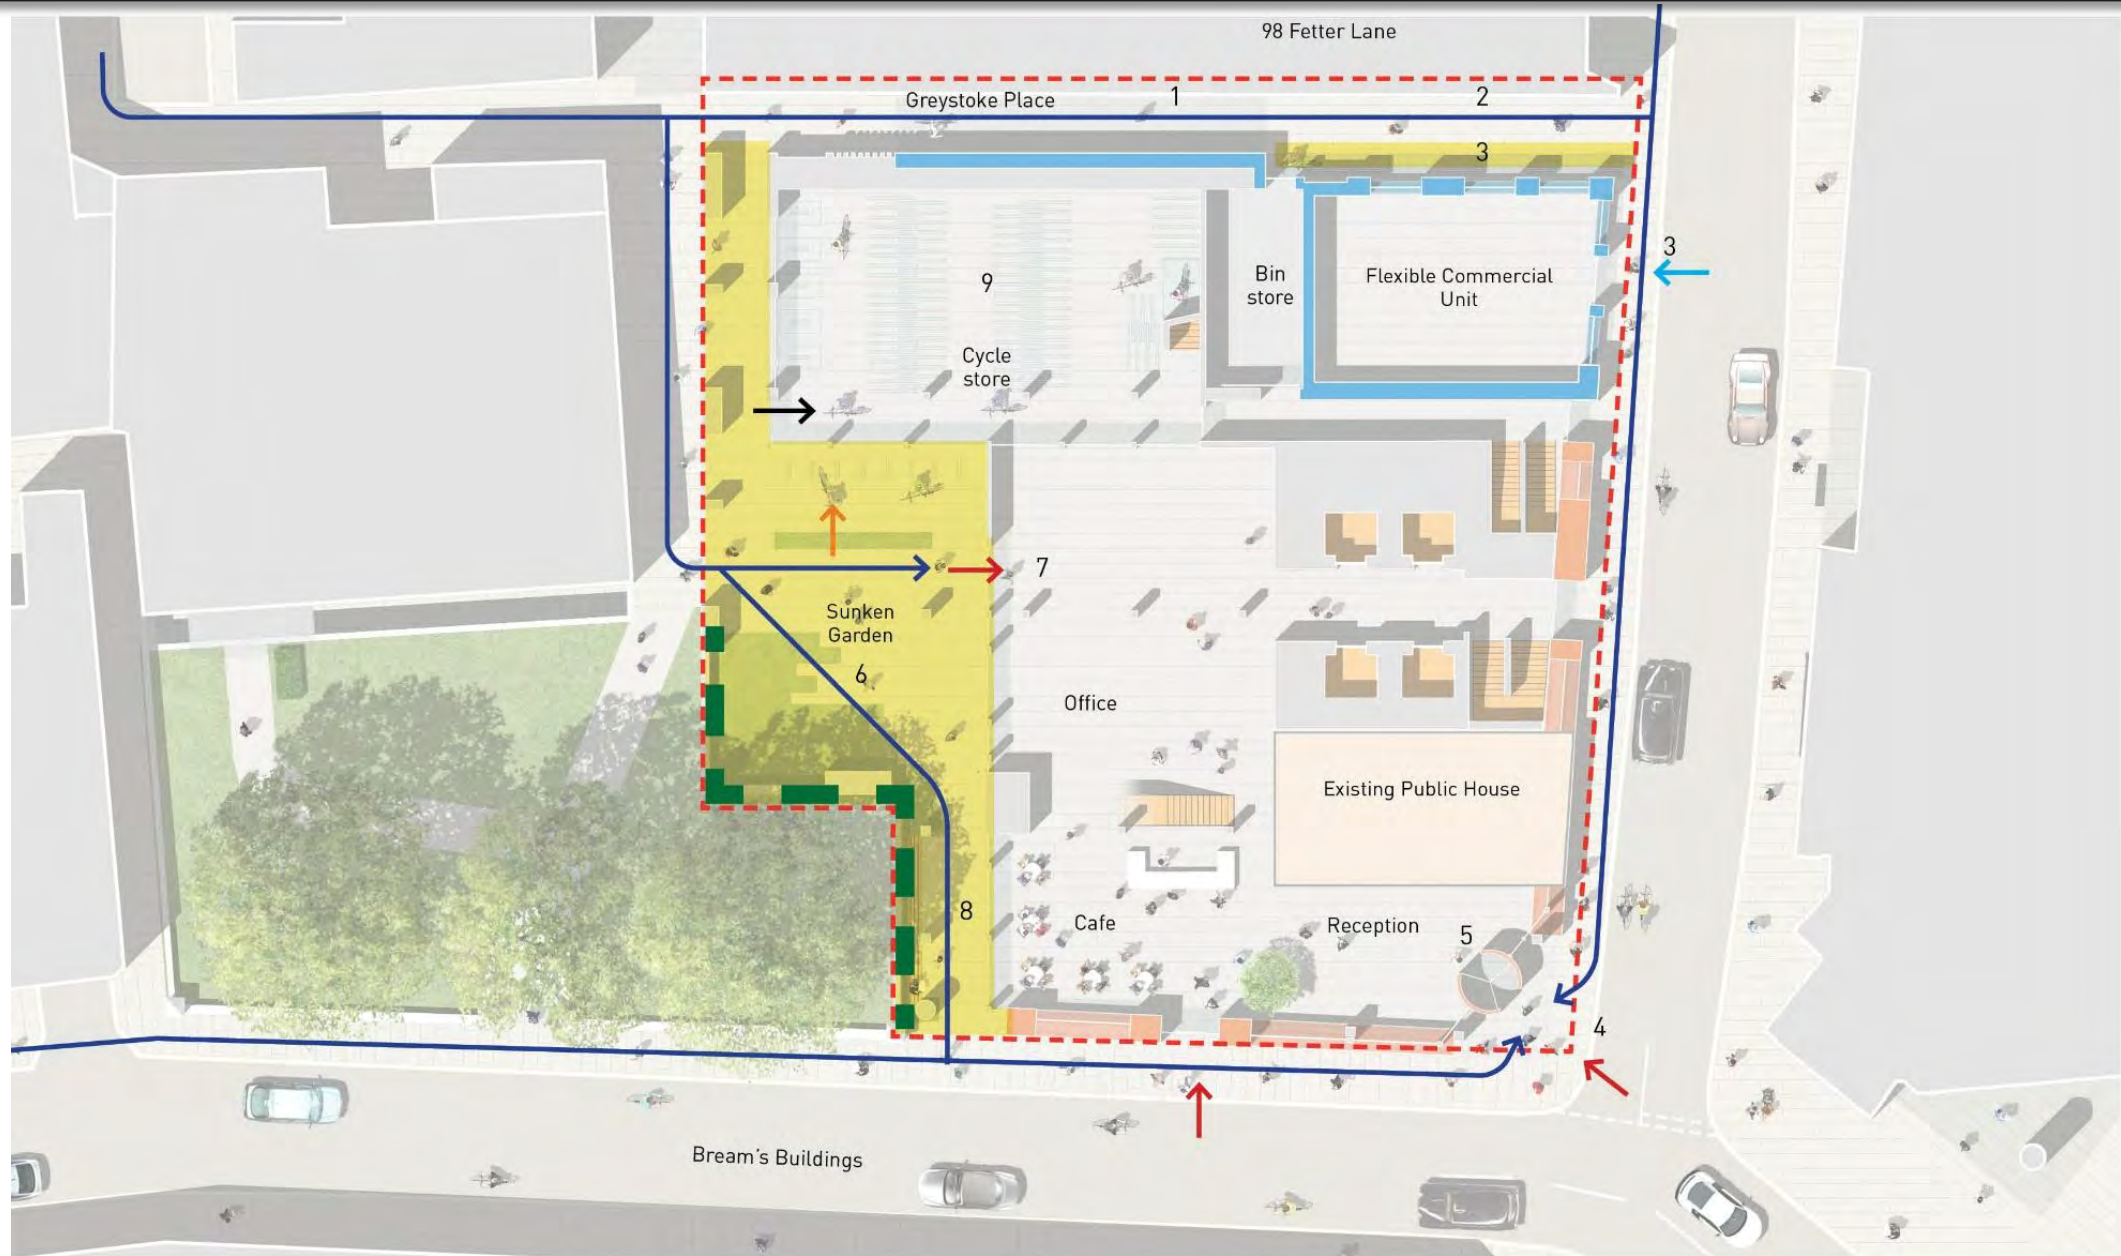 98 Fetter Lane
Greystoke Place
1
2
3
3
9
Bin
store
Flexible Commercial
Unit
Cycle
store
7
Sunken
Garden
6
Office
Existing Public House
8
Cafe
Reception
5
4
Bream's Buildings